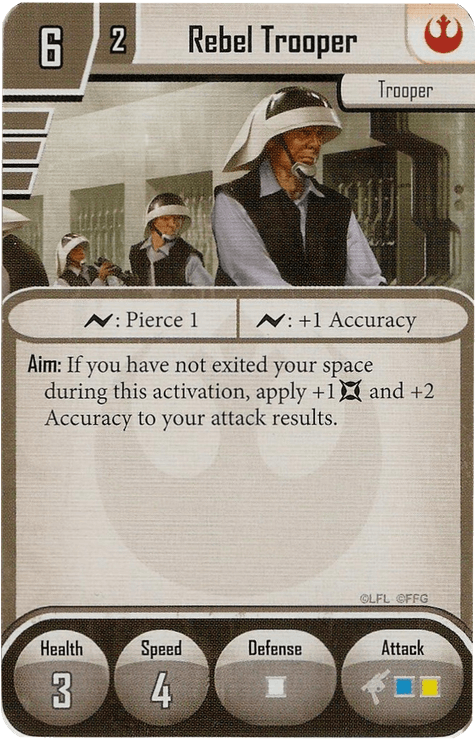 6 2 Rebel Trooper
Trooper
: Pierce 1 : +1 Accuracy
Aim: If you have not exited your space
during this activation, apply +1 and +2
Accuracy to your attack results.
©LFL ©FFG
Health Speed Defense Attack
3 4